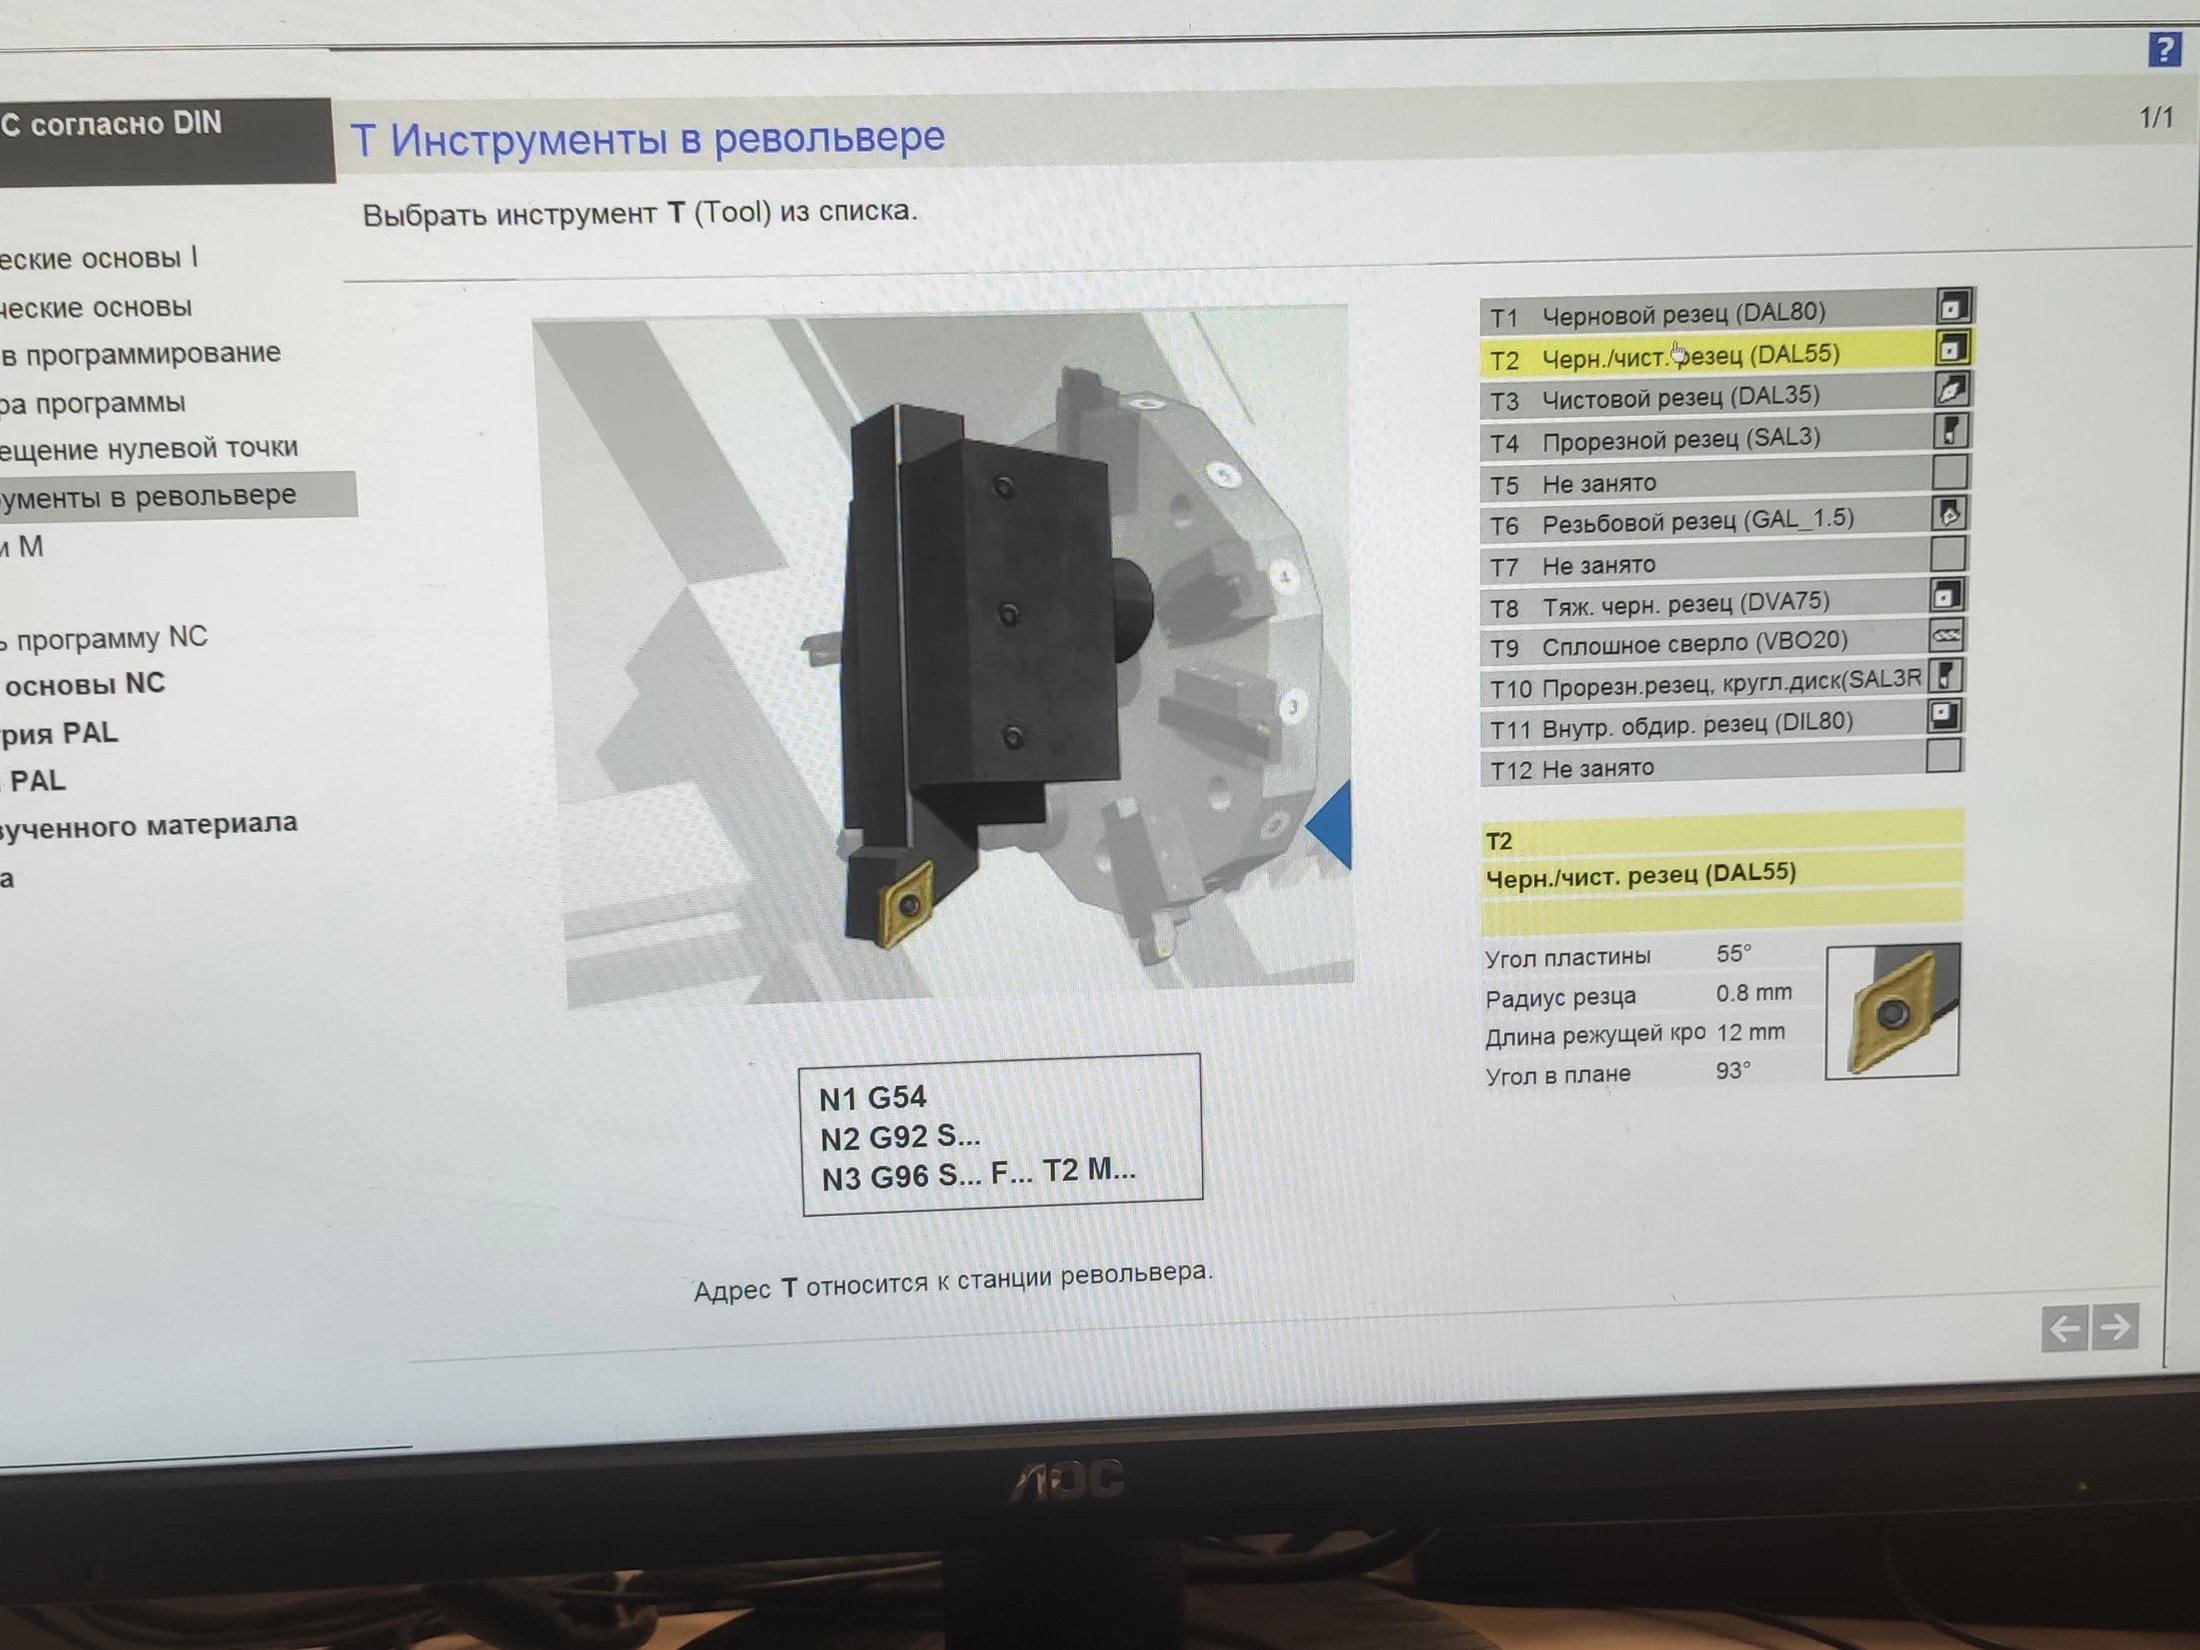 ?
С согласно DIN
1/1
T Инструменты в револьвере
Выбрать инструмент T (Tool) из списка.
еские основы I
ческие основы
в программирование
ра программы
ещение нулевой точки
ументы в револьвере
и M
ь программу NC
основы NC
рия PAL
PAL
зученного материала
а
5
4
3
2
T1 Черновой резец (DAL80)
T2 Черн./чист. резец (DAL55)
T3 Чистовой резец (DAL35)
T4 Прорезной резец (SAL3)
T5 Не занято
T6 Резьбовой резец (GAL_1.5)
T7 Не занято
T8 Тяж. черн. резец (DVA75)
T9 Сплошное сверло (VBO20)
T10 Прорезн.резец, кругл.диск(SAL3R
T11 Внутр. обдир. резец (DIL80)
T12 Не занято
T2
Черн./чист. резец (DAL55)
Угол пластины 55°
Радиус резца 0.8 mm
Длина режущей кро 12 mm
Угол в плане 93°
N1 G54
N2 G92 S...
N3 G96 S... F... T2 M...
Адрес T относится к станции револьвера.
AOC